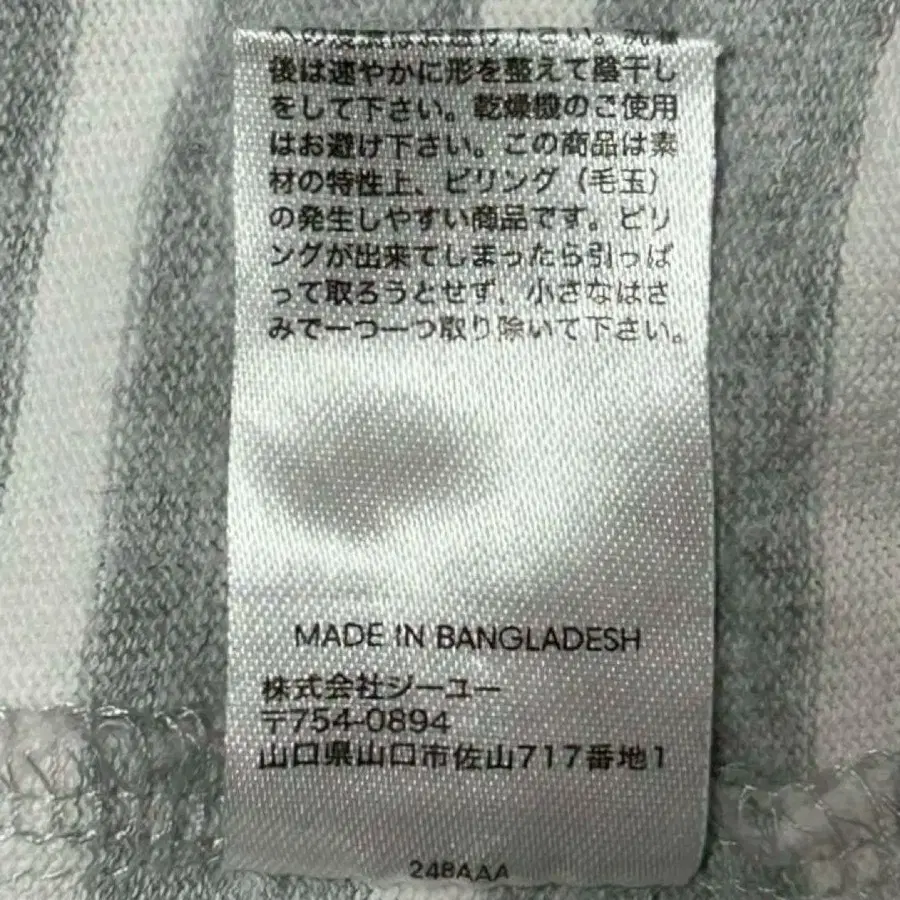 後は速やかに形を整えて陰干し
をして下さい。乾燥機のご使用
はお避け下さい。この商品は素
材の特性上、ピリング（毛玉）
の発生しやすい商品です。ピリ
ングが出来てしまったら引っぱ
って取ろうとせず、小さなはさ
みで一つ一つ取り除いて下さい。
MADE IN BANGLADESH
株式会社ジーユー
〒754-0894
山口県山口市佐山717番地1
248AAA